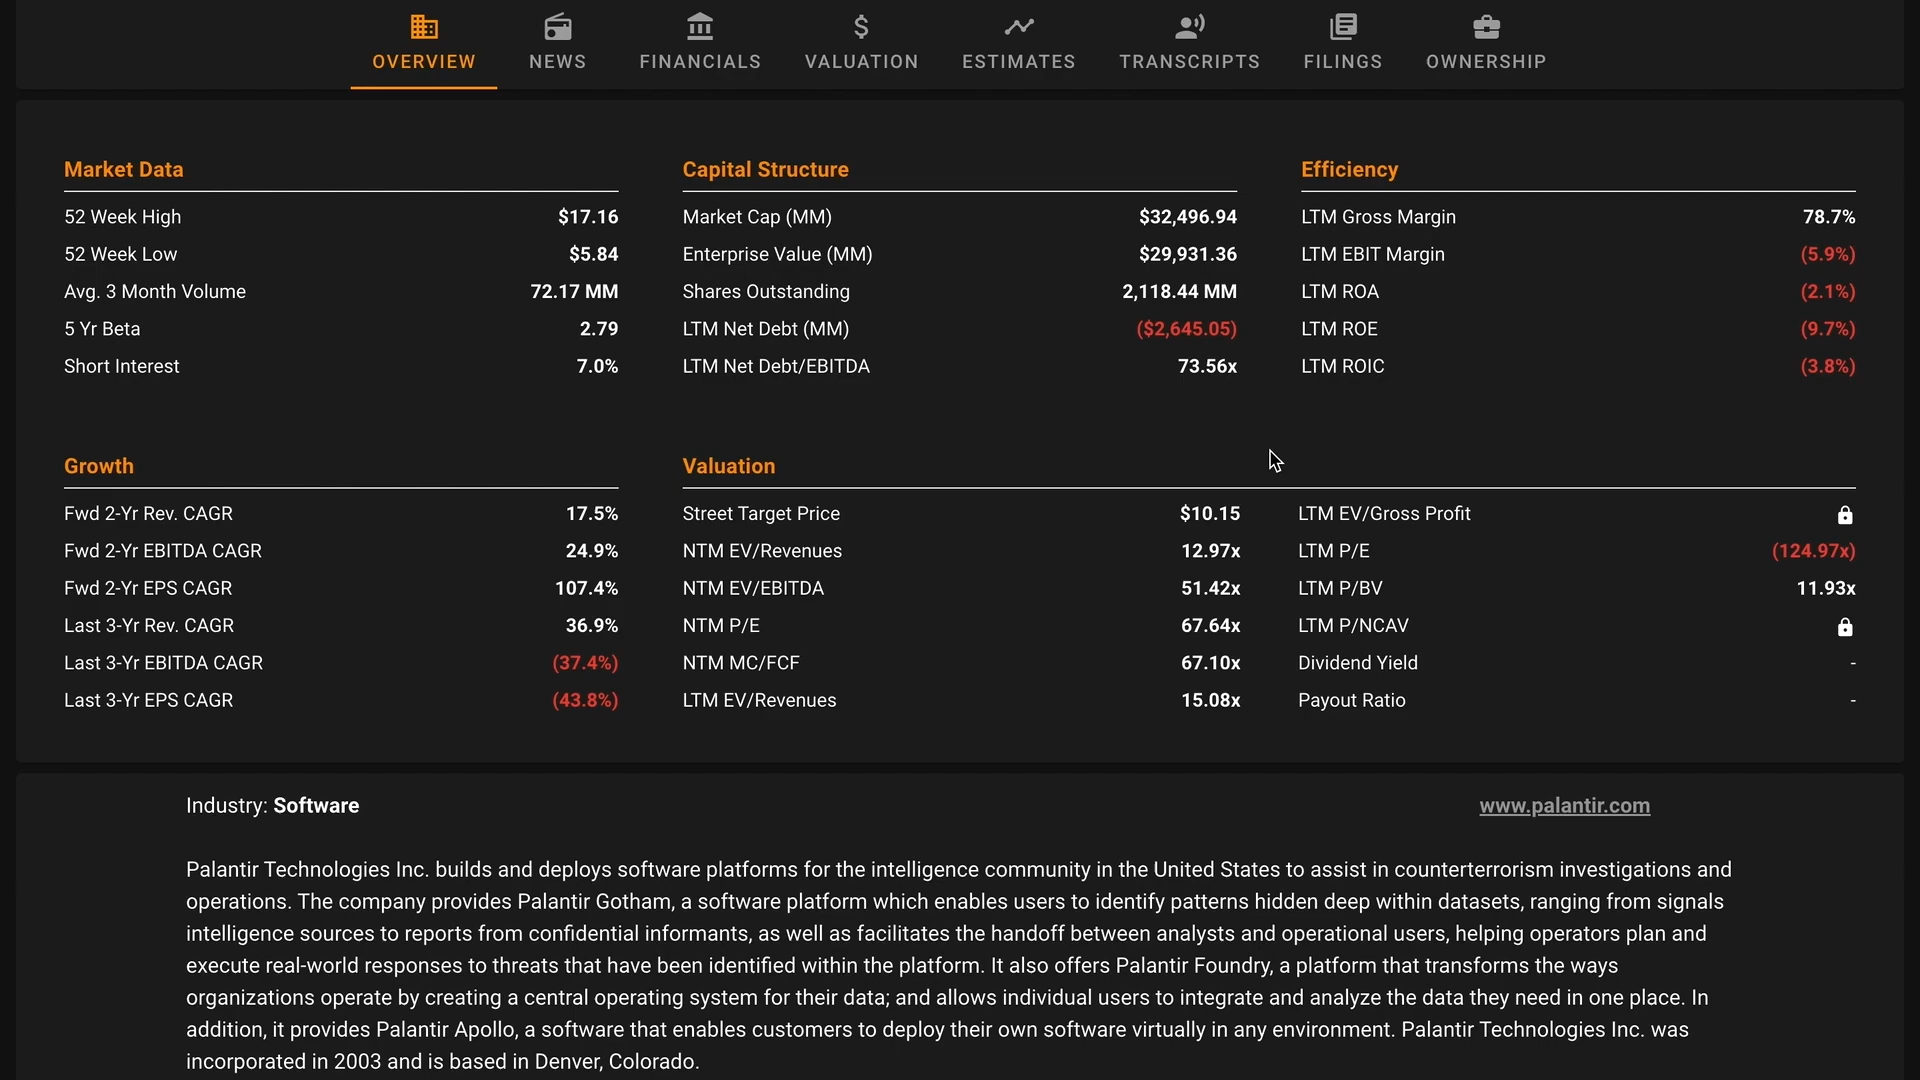 OVERVIEW NEWS FINANCIALS VALUATION ESTIMATES TRANSCRIPTS FILINGS OWNERSHIP
Market Data
52 Week High $17.16
52 Week Low $5.84
Avg. 3 Month Volume 72.17 MM
5 Yr Beta 2.79
Short Interest 7.0%
Capital Structure
Market Cap (MM) $32,496.94
Enterprise Value (MM) $29,931.36
Shares Outstanding 2,118.44 MM
LTM Net Debt (MM) ($2,645.05)
LTM Net Debt/EBITDA 73.56x
Efficiency
LTM Gross Margin 78.7%
LTM EBIT Margin (5.9%)
LTM ROA (2.1%)
LTM ROE (9.7%)
LTM ROIC (3.8%)
Growth
Fwd 2-Yr Rev. CAGR 17.5%
Fwd 2-Yr EBITDA CAGR 24.9%
Fwd 2-Yr EPS CAGR 107.4%
Last 3-Yr Rev. CAGR 36.9%
Last 3-Yr EBITDA CAGR (37.4%)
Last 3-Yr EPS CAGR (43.8%)
Valuation
Street Target Price $10.15
NTM EV/Revenues 12.97x
NTM EV/EBITDA 51.42x
NTM P/E 67.64x
NTM MC/FCF 67.10x
LTM EV/Revenues 15.08x
LTM EV/Gross Profit
LTM P/E (124.97x)
LTM P/BV 11.93x
LTM P/NCAV
Dividend Yield -
Payout Ratio -
Industry: Software www.palantir.com
Palantir Technologies Inc. builds and deploys software platforms for the intelligence community in the United States to assist in counterterrorism investigations and
operations. The company provides Palantir Gotham, a software platform which enables users to identify patterns hidden deep within datasets, ranging from signals
intelligence sources to reports from confidential informants, as well as facilitates the handoff between analysts and operational users, helping operators plan and
execute real-world responses to threats that have been identified within the platform. It also offers Palantir Foundry, a platform that transforms the ways
organizations operate by creating a central operating system for their data; and allows individual users to integrate and analyze the data they need in one place. In
addition, it provides Palantir Apollo, a software that enables customers to deploy their own software virtually in any environment. Palantir Technologies Inc. was
incorporated in 2003 and is based in Denver, Colorado.